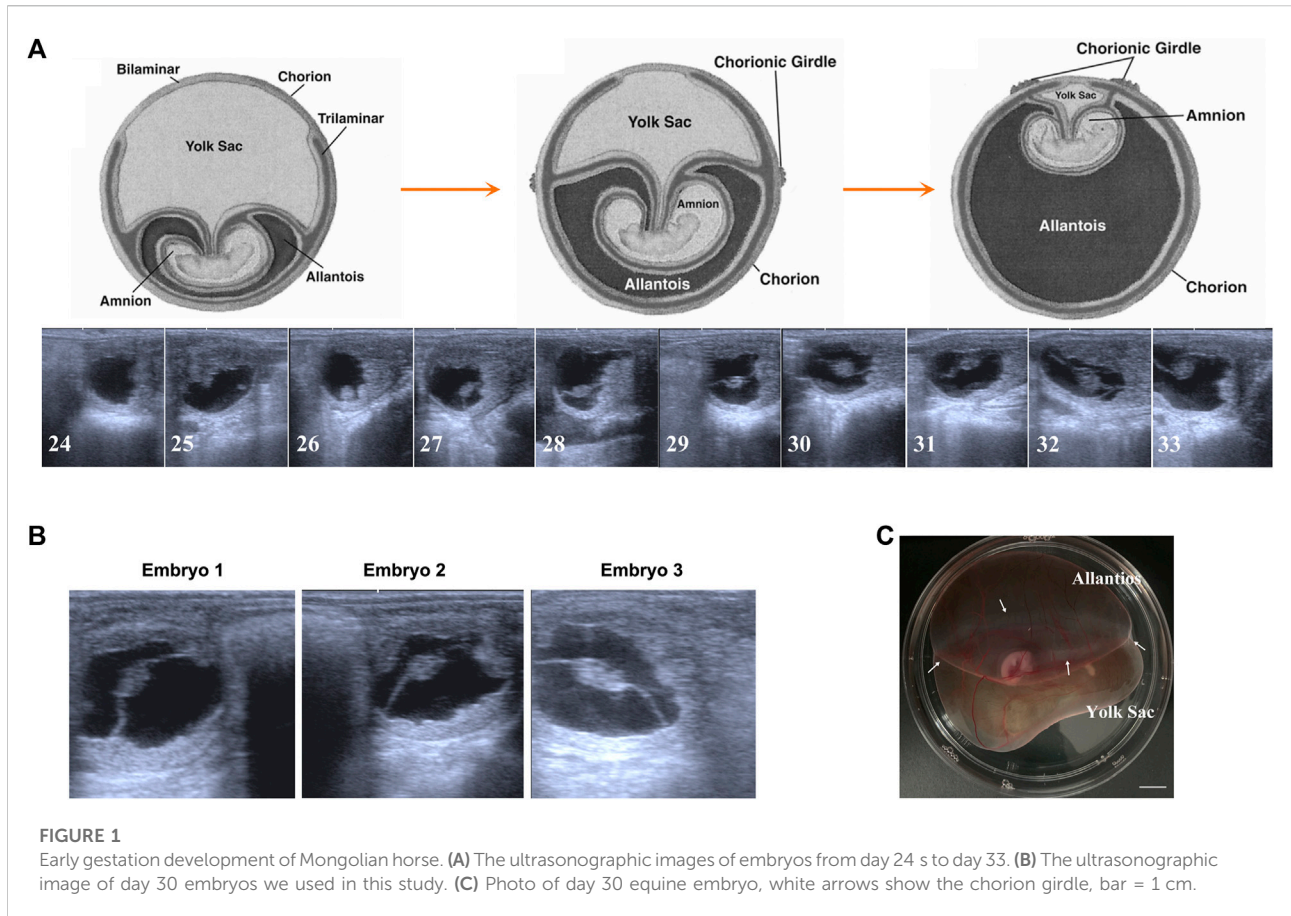 A
Bilaminar
Chorion
Trilaminar
Yolk Sac
Amnion
Allantois
Chorionic Girdle
Yolk Sac
Amnion
Allantois
Chorion
Chorionic Girdle
Yolk Sac
Amnion
Allantois
Chorion
24 25 26 27 28 29 30 31 32 33
B
Embryo 1 Embryo 2 Embryo 3
C
Allantios
Yolk Sac
FIGURE 1
Early gestation development of Mongolian horse. (A) The ultrasonographic images of embryos from day 24 s to day 33. (B) The ultrasonographic
image of day 30 embryos we used in this study. (C) Photo of day 30 equine embryo, white arrows show the chorion girdle, bar = 1 cm.